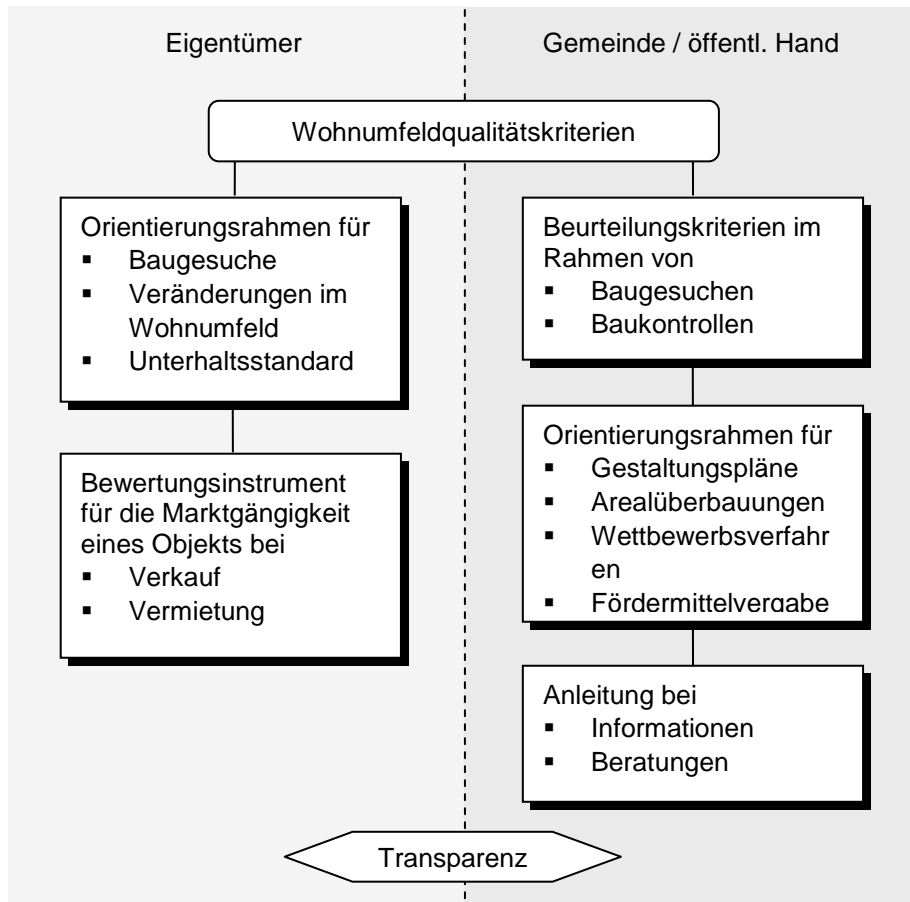 Eigentümer
Gemeinde / öffentl. Hand
Wohnumfeldqualitätskriterien
Orientierungsrahmen für
▪ Baugesuche
▪ Veränderungen im
Wohnumfeld
▪ Unterhaltsstandard
Bewertungsinstrument
für die Marktgängigkeit
eines Objekts bei
▪ Verkauf
▪ Vermietung
Beurteilungskriterien im
Rahmen von
▪ Baugesuchen
▪ Baukontrollen
Orientierungsrahmen für
▪ Gestaltungspläne
▪ Arealüberbauungen
▪ Wettbewerbsverfahr
en
▪ Fördermittelvergabe
Anleitung bei
▪ Informationen
▪ Beratungen
Transparenz